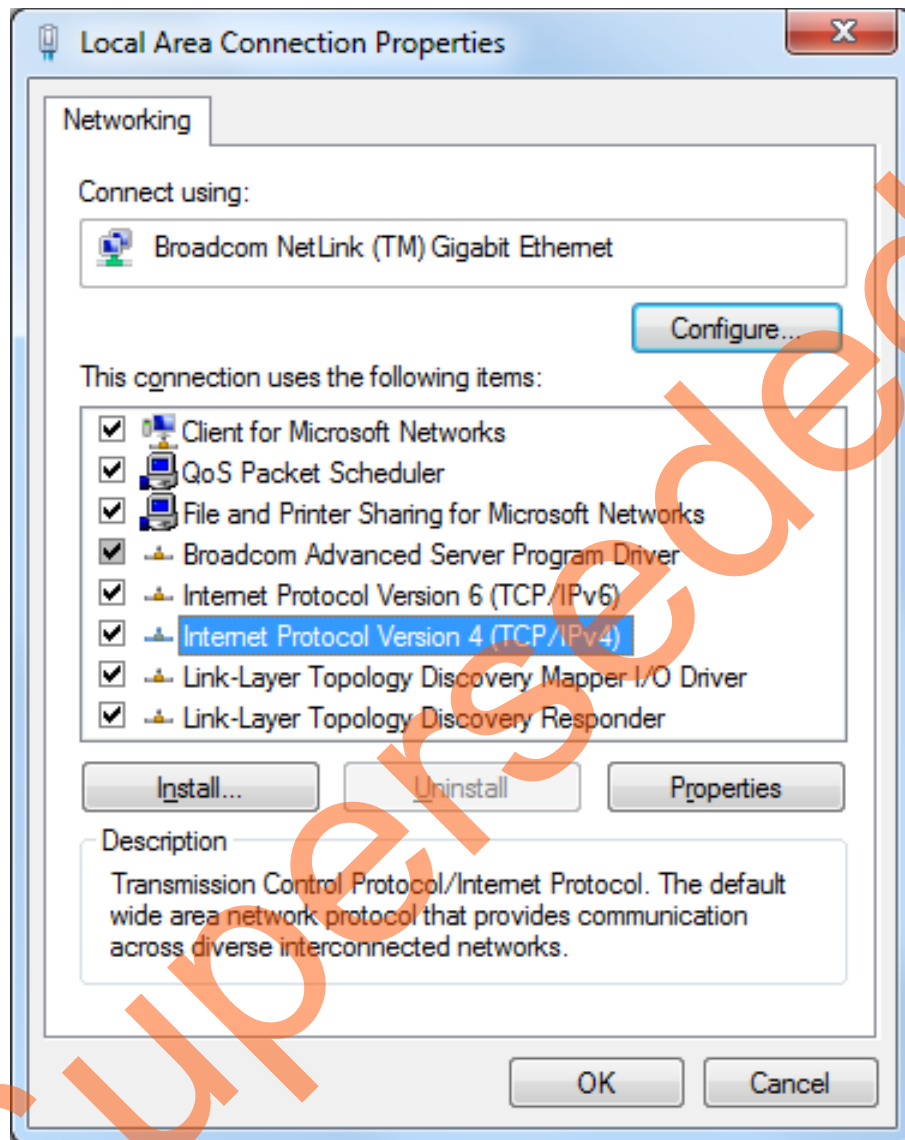 Local Area Connection Properties
Networking
Connect using:
Broadcom NetLink (TM) Gigabit Ethernet
Configure...
This connection uses the following items:
Client for Microsoft Networks
QoS Packet Scheduler
File and Printer Sharing for Microsoft Networks
Broadcom Advanced Server Program Driver
Internet Protocol Version 6 (TCP/IPv6)
Internet Protocol Version 4 (TCP/IPv4)
Link-Layer Topology Discovery Mapper I/O Driver
Link-Layer Topology Discovery Responder
Install... Uninstall Properties
Description
Transmission Control Protocol/Internet Protocol. The default
wide area network protocol that provides communication
across diverse interconnected networks.
OK Cancel
Superseded